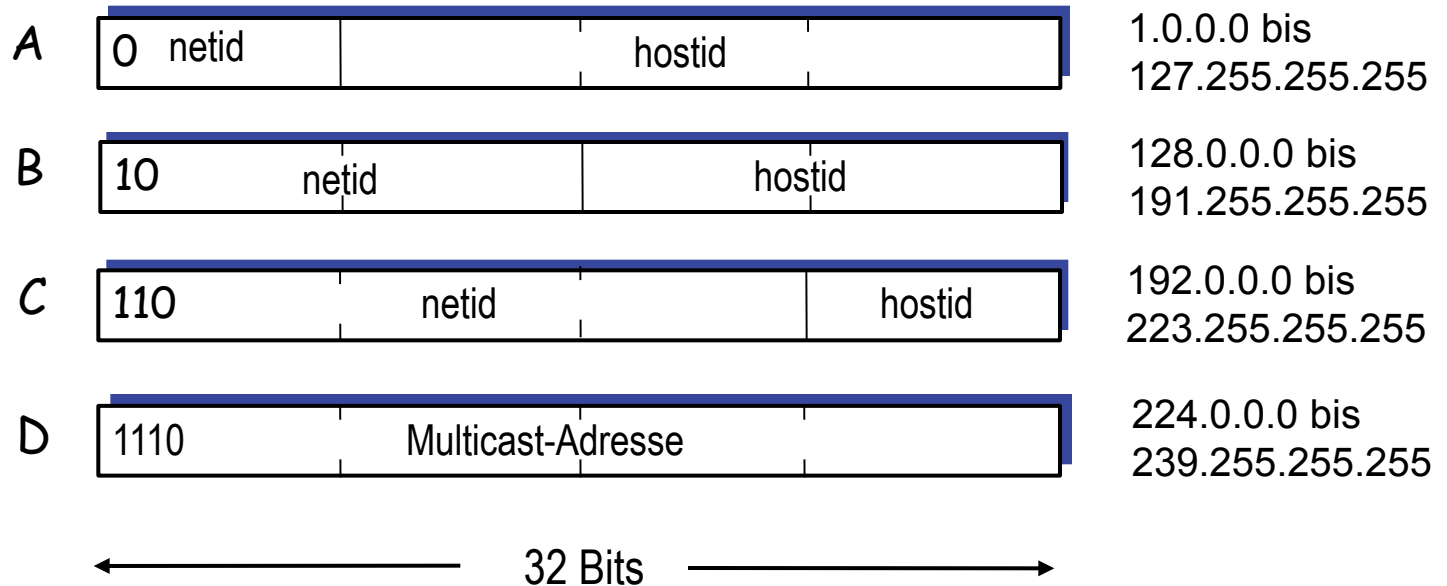 A 0 netid hostid 1.0.0.0 bis
127.255.255.255
B 10 netid hostid 128.0.0.0 bis
191.255.255.255
C 110 netid hostid 192.0.0.0 bis
223.255.255.255
D 1110 Multicast-Adresse 224.0.0.0 bis
239.255.255.255
32 Bits